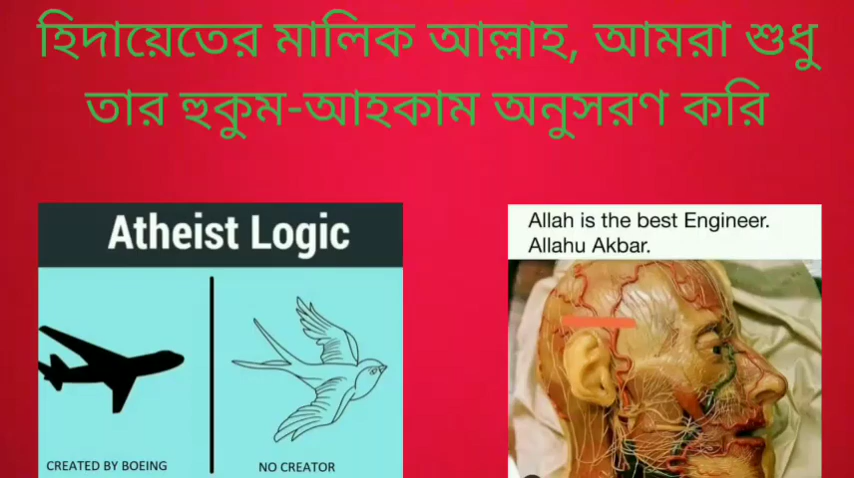 হিদায়েতের মালিক আল্লাহ, আমরা শুধু
তার হুকুম-আহকাম অনুসরণ করি
Atheist Logic
CREATED BY BOEING
NO CREATOR
Allah is the best Engineer.
Allahu Akbar.